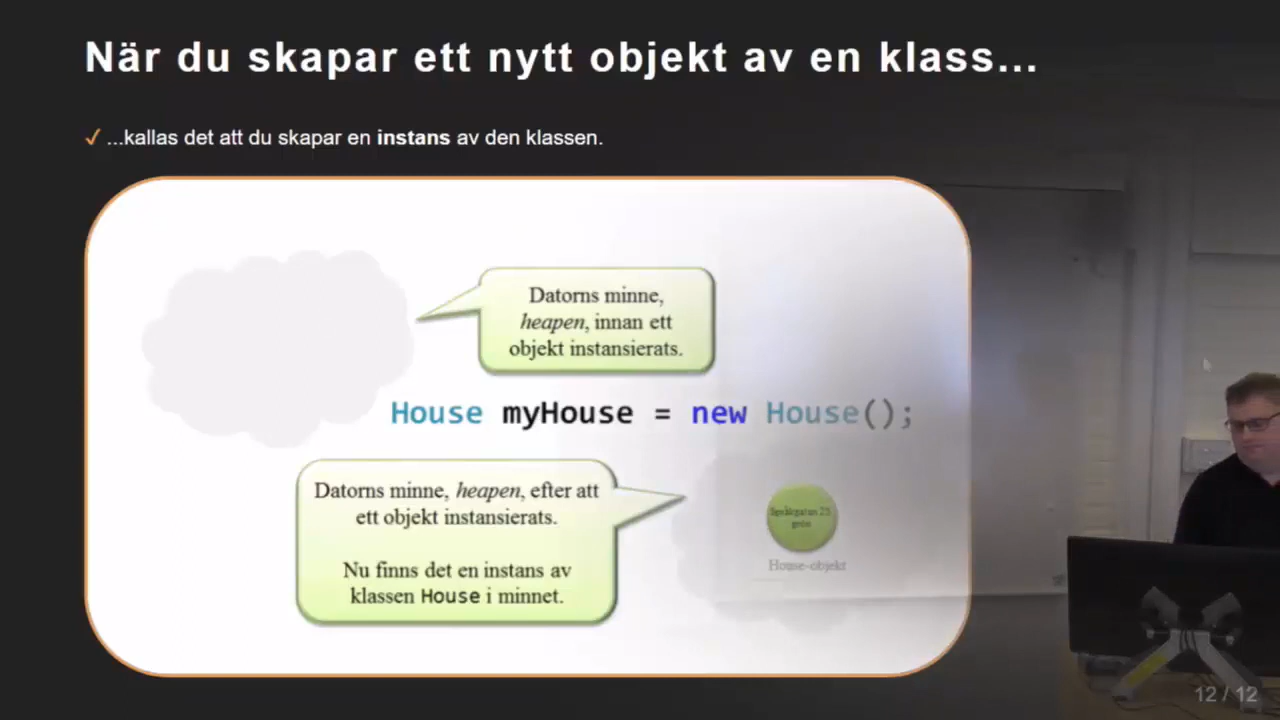 När du skapar ett nytt objekt av en klass...
✓ ...kallas det att du skapar en instans av den klassen.
Datorns minne,
heapen, innan ett
objekt instansierats.
House myHouse = new House();
Datorns minne, heapen, efter att
ett objekt instansierats.
Nu finns det en instans av
klassen House i minnet.
grön
House-objekt
12 / 12